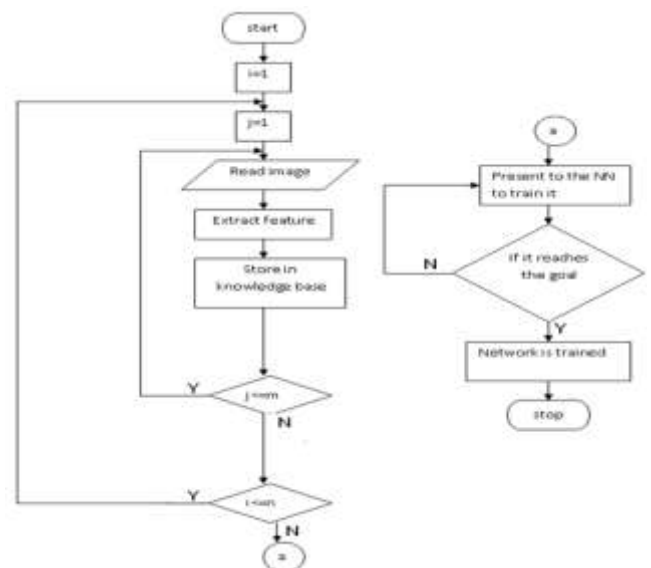 start
i=1
j=1
Read image
Extract feature
Store in
knowledge base
Y
j<=m
N
Y
i<=n
N
a
a
Present to the NN
to train it
N
If it reaches
the goal
Y
Network is trained
stop